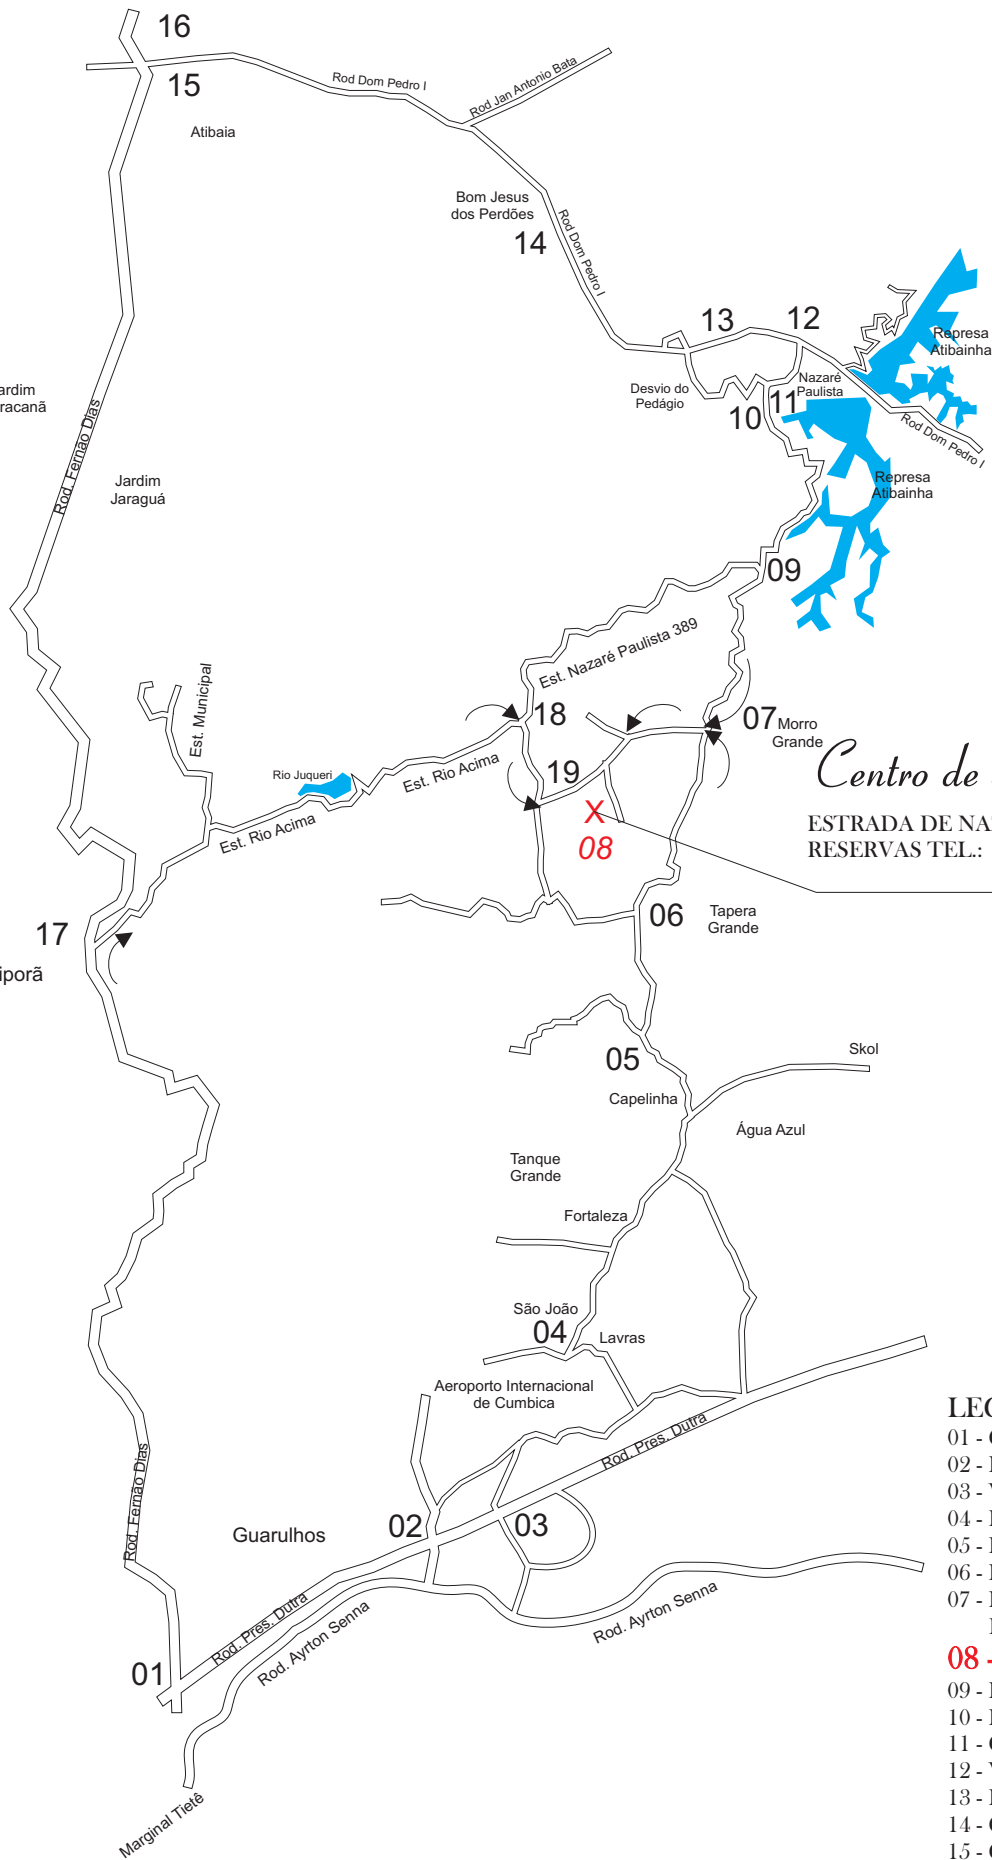 16
15
Atibaia
Rod Dom Pedro I
Rod Jan Antonio Bata
Bom Jesus
dos Perdões
14
Rod Dom Pedro I
13
12
Represa
Atibainha
Desvio do
Pedágio
Nazaré
Paulista
10
11
Rod Dom Pedro I
Represa
Atibainha
Rod. Fernão Dias
Jardim
Jaraguá
09
Est. Nazaré Paulista 389
Est. Municipal
18
07
Morro
Grande
Rio Juqueri
Est. Rio Acima
Est. Rio Acima
19
X
08
Centro de
RESERVAS TEL.:
ESTRADA DE
17
06
Tapera
Grande
05
Skol
Capelinha
Água Azul
Tanque
Grande
Fortaleza
São João
04
Lavras
Aeroporto Internacional
de Cumbica
Rod. Pres. Dutra
Rod. Fernão Dias
Guarulhos
02
03
Rod. Pres. Dutra
Rod. Ayrton Senna
Rod. Ayrton Senna
01
Marginal Tietê
01 -
02 -
03 -
04 -
05 -
06 -
07 -
08 -
09 -
10 -
11 -
12 -
13 -
14 -
15 -